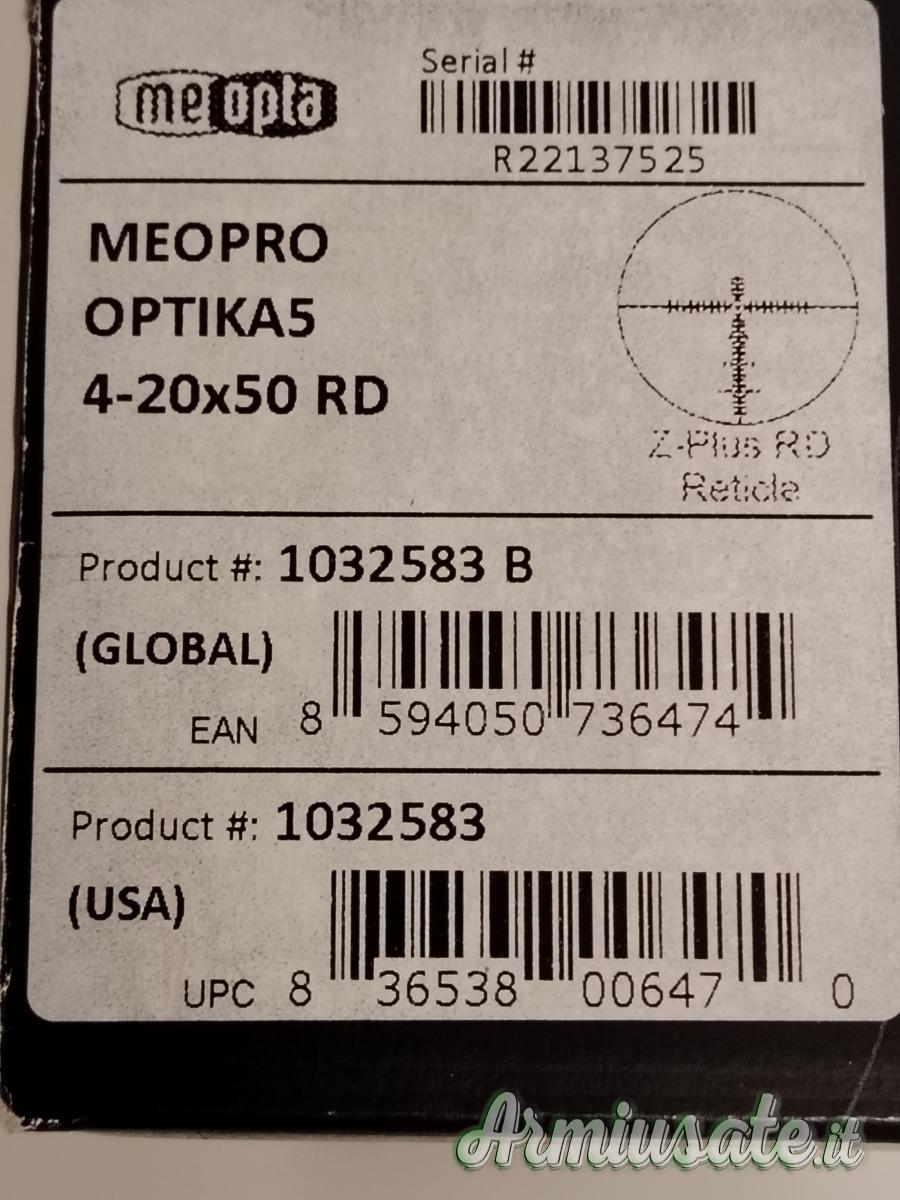 meopta
Serial #
R22137525
MEOPRO
OPTIKA5
4-20x50 RD
Z-Plus RD
Reticle
Product #: 1032583 B
(GLOBAL)
EAN 8 594050 736474
Product #: 1032583
(USA)
UPC 8 36538 00647 0
Armiusate.it